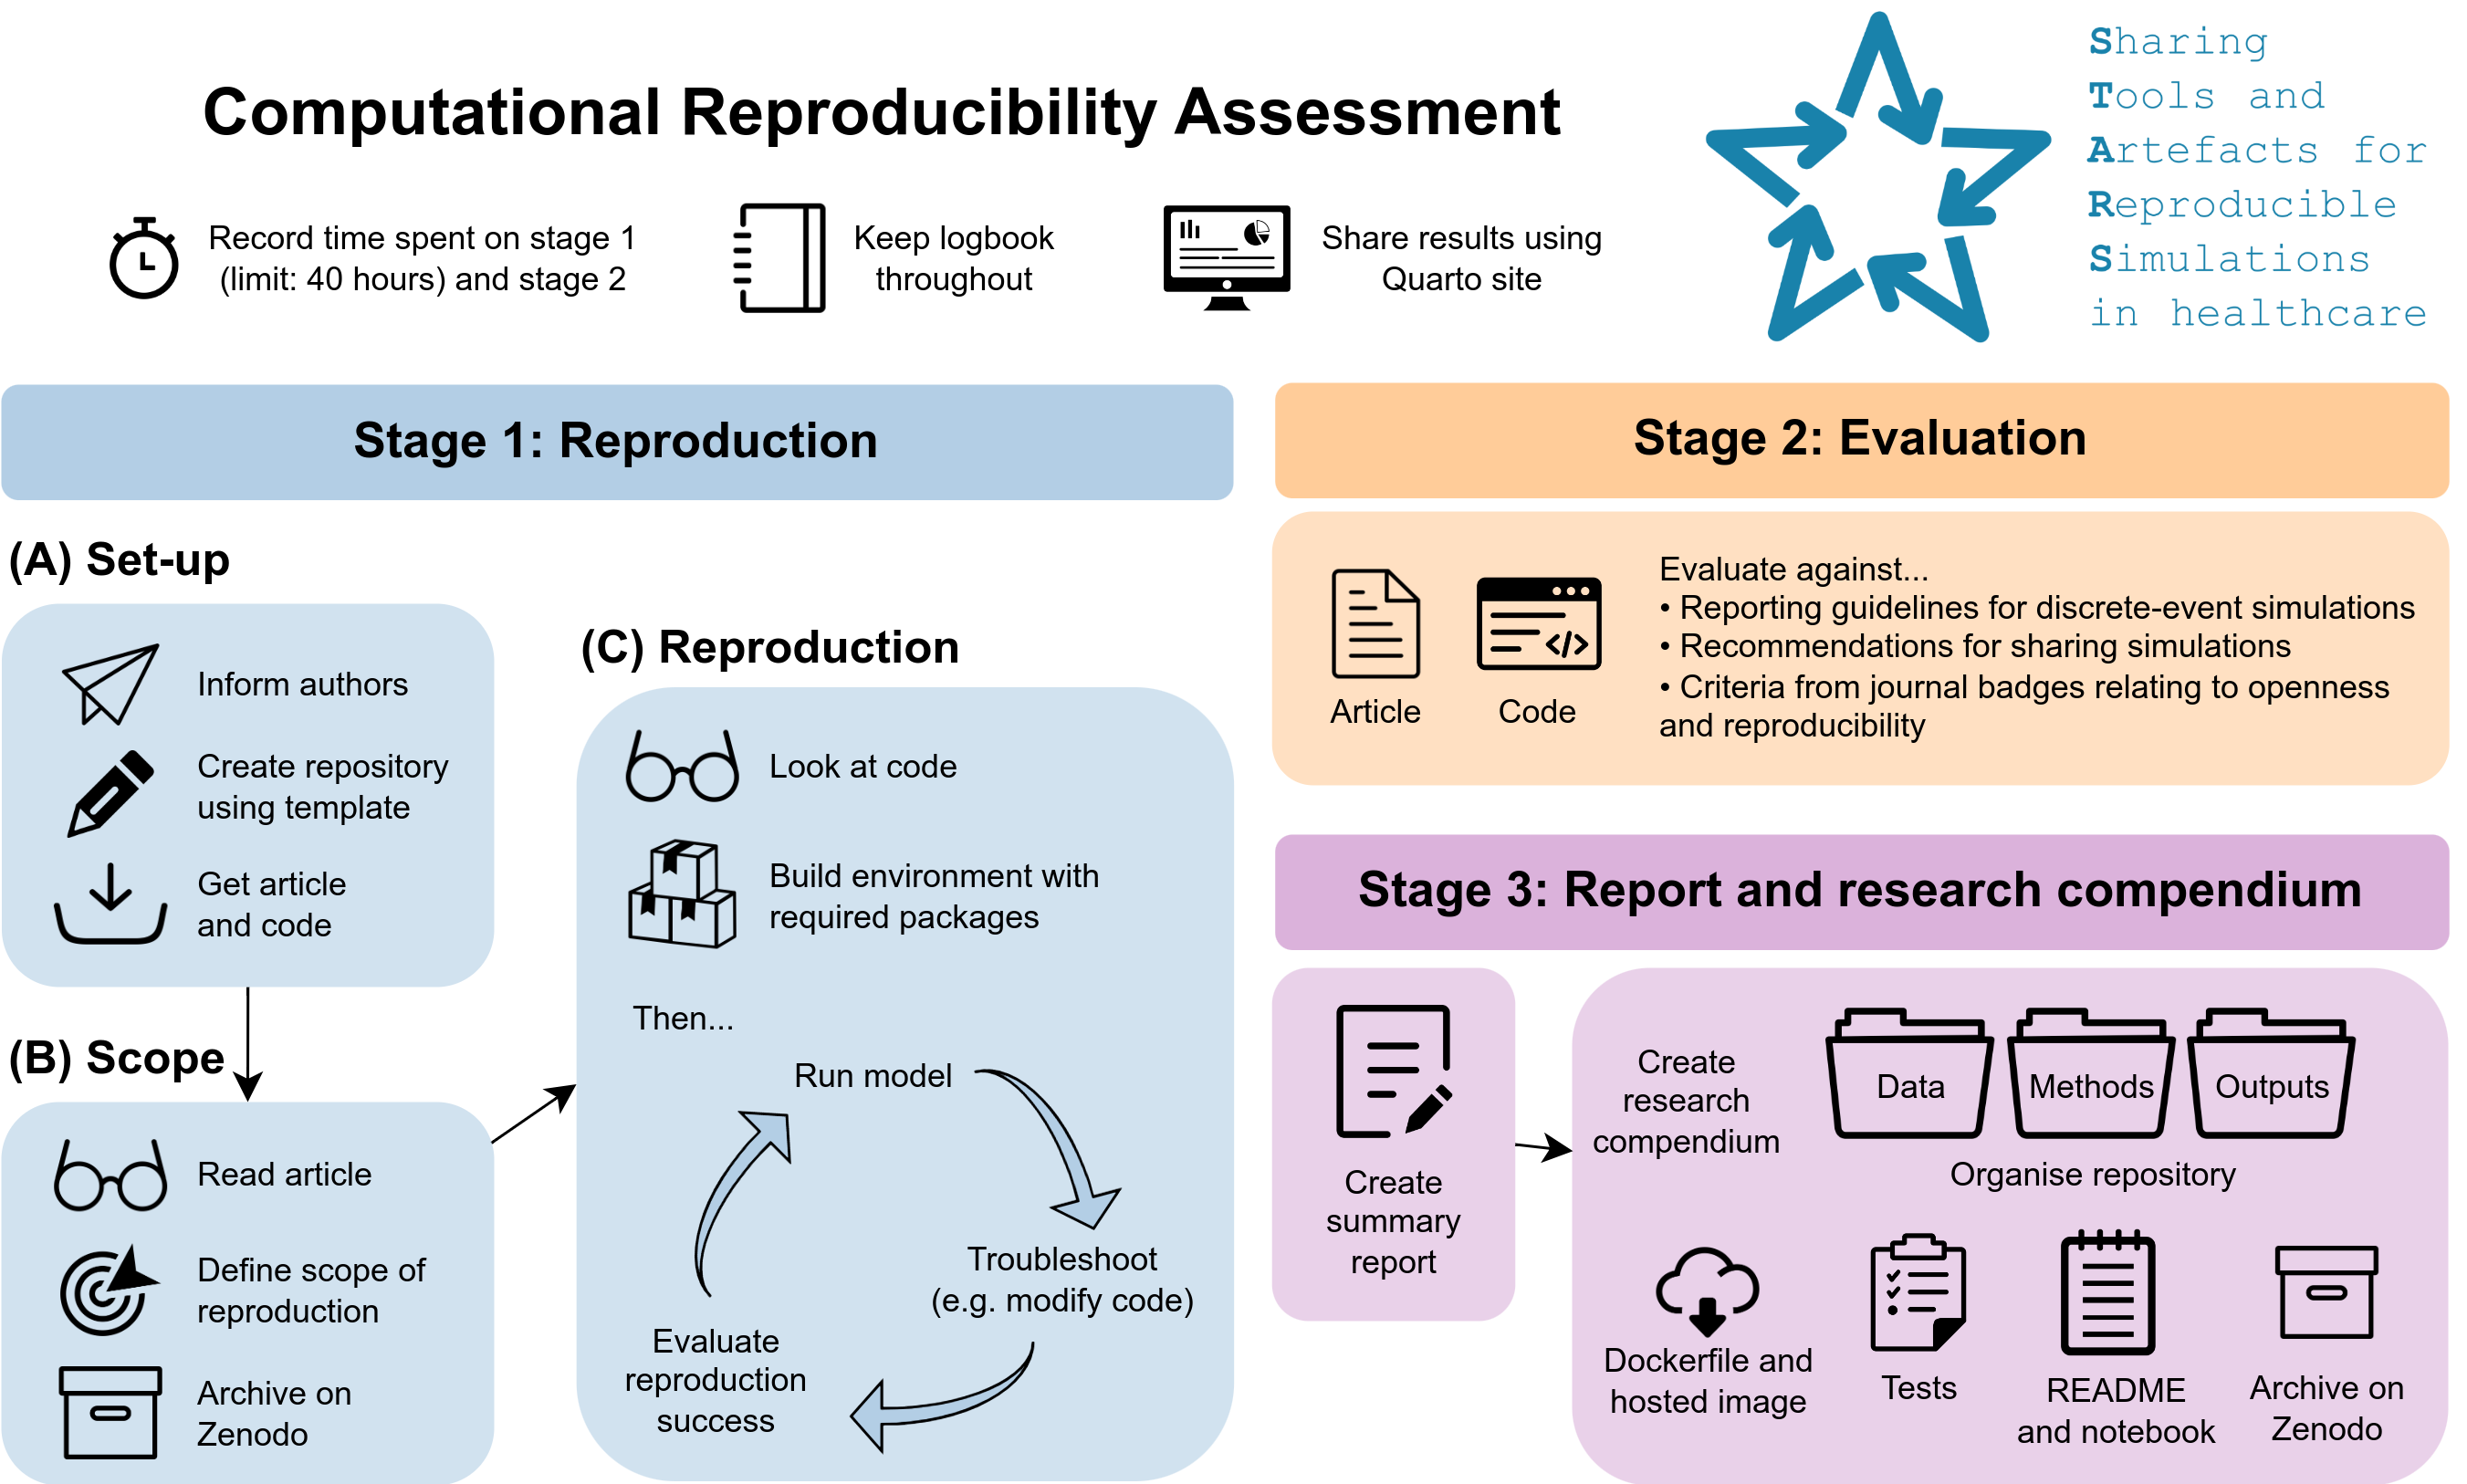 Computational Reproducibility Assessment
Record time spent on stage 1
(limit: 40 hours) and stage 2
Keep logbook
throughout
Share results using
Quarto site
Sharing
Tools and
Artefacts for
Reproducible
Simulations
in healthcare
Stage 1: Reproduction
(A) Set-up
Inform authors
Create repository
using template
Get article
and code
(B) Scope
Read article
Define scope of
reproduction
Archive on
Zenodo
(C) Reproduction
Look at code
Build environment with
required packages
Then...
Run model
Troubleshoot
(e.g. modify code)
Evaluate
reproduction
success
Stage 2: Evaluation
Article
Code
Evaluate against...
• Reporting guidelines for discrete-event simulations
• Recommendations for sharing simulations
• Criteria from journal badges relating to openness
and reproducibility
Stage 3: Report and research compendium
Create
summary
report
Create
research
compendium
Data
Methods
Outputs
Organise repository
Dockerfile and
hosted image
Tests
README
and notebook
Archive on
Zenodo